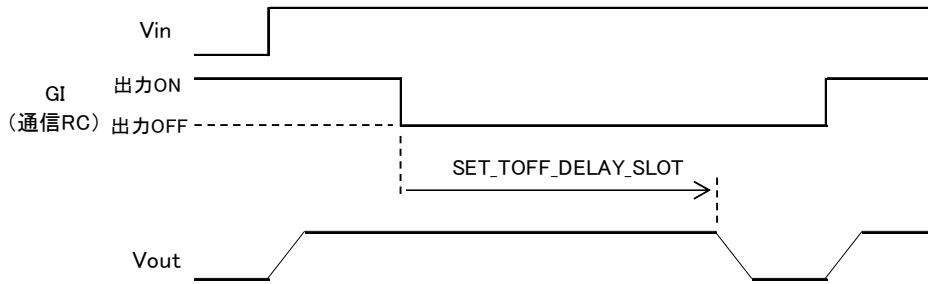 Vin
GI
(通信RC)
出力ON
出力OFF
SET_TOFF_DELAY_SLOT
Vout